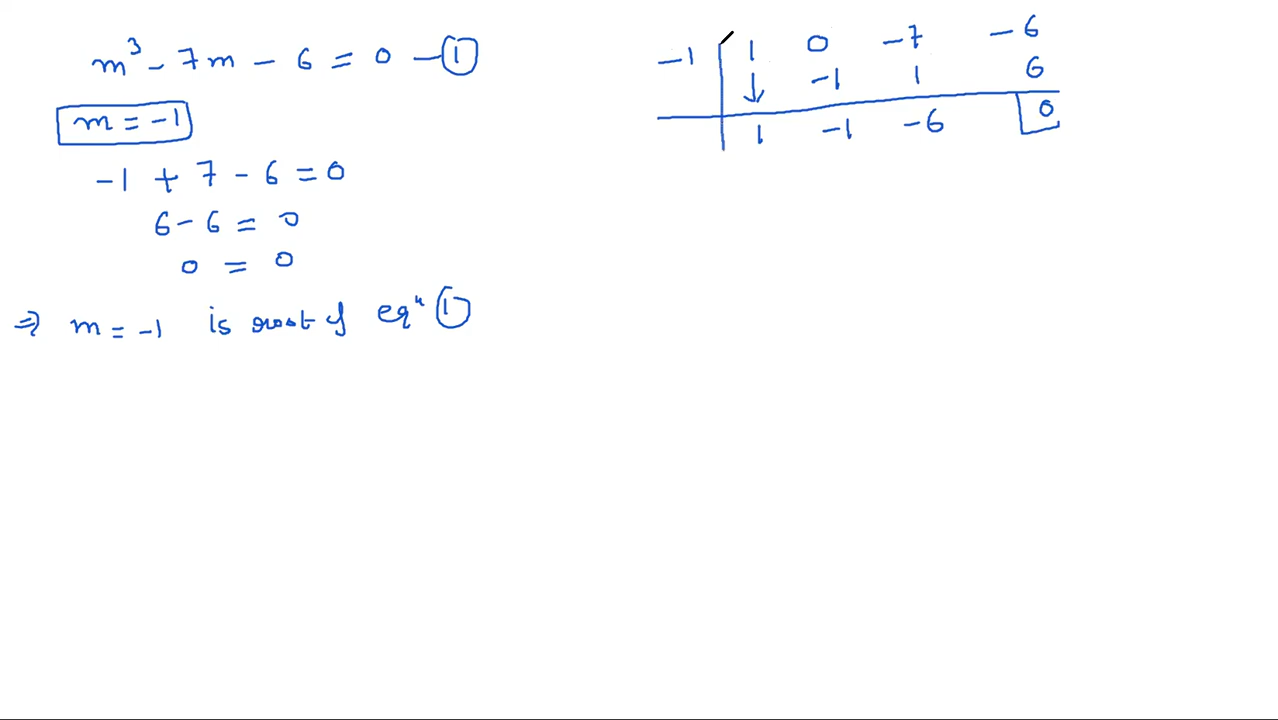 m³ - 7m - 6 = 0 — ①
m = -1
-1 + 7 - 6 = 0
6 - 6 = 0
0 = 0
⇒ m = -1 is root of eqⁿ ①
-1 | 1 0 -7 -6
↓ -1 1 6
1 -1 -6 0